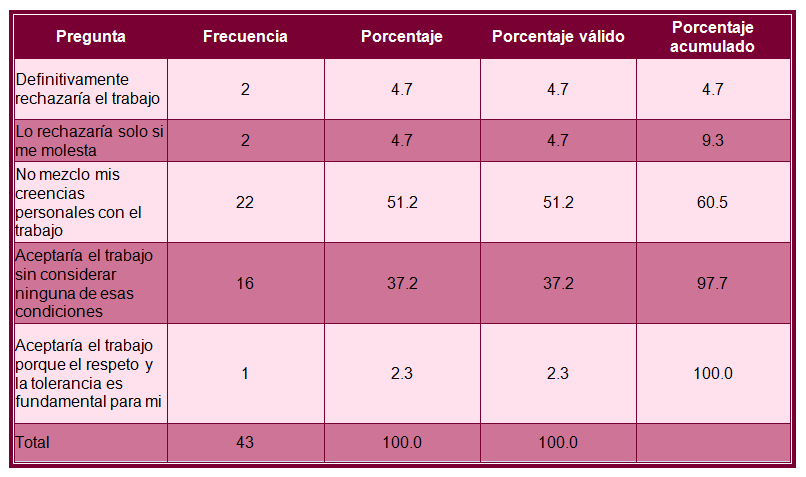 Pregunta Frecuencia Porcentaje Porcentaje válido Porcentaje
acumulado
Definitivamente
rechazaría el trabajo 2 4.7 4.7 4.7
Lo rechazaría solo si
me molesta 2 4.7 4.7 9.3
No mezclo mis
creencias
personales con el
trabajo 22 51.2 51.2 60.5
Aceptaría el trabajo
sin considerar
ninguna de esas
condiciones 16 37.2 37.2 97.7
Aceptaría el trabajo
porque el respeto y
la tolerancia es
fundamental para mi 1 2.3 2.3 100.0
Total 43 100.0 100.0